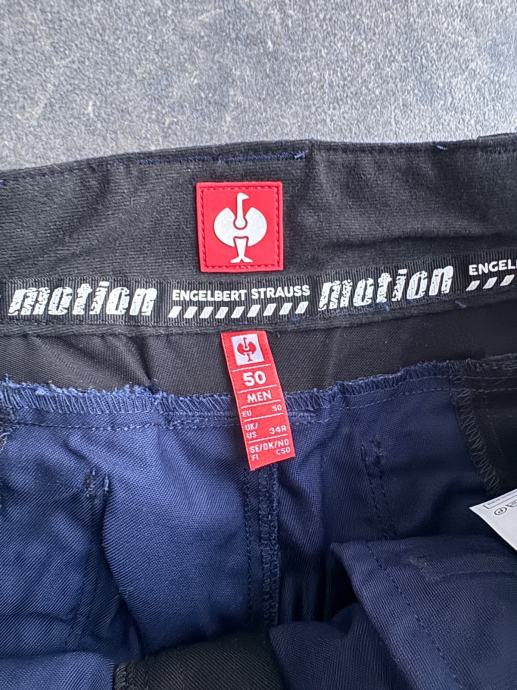 motion ENGELBERT STRAUSS motion ENGEL
50
MEN
EU 50
UK/
US 34R
SE/DK/NO
FI C50